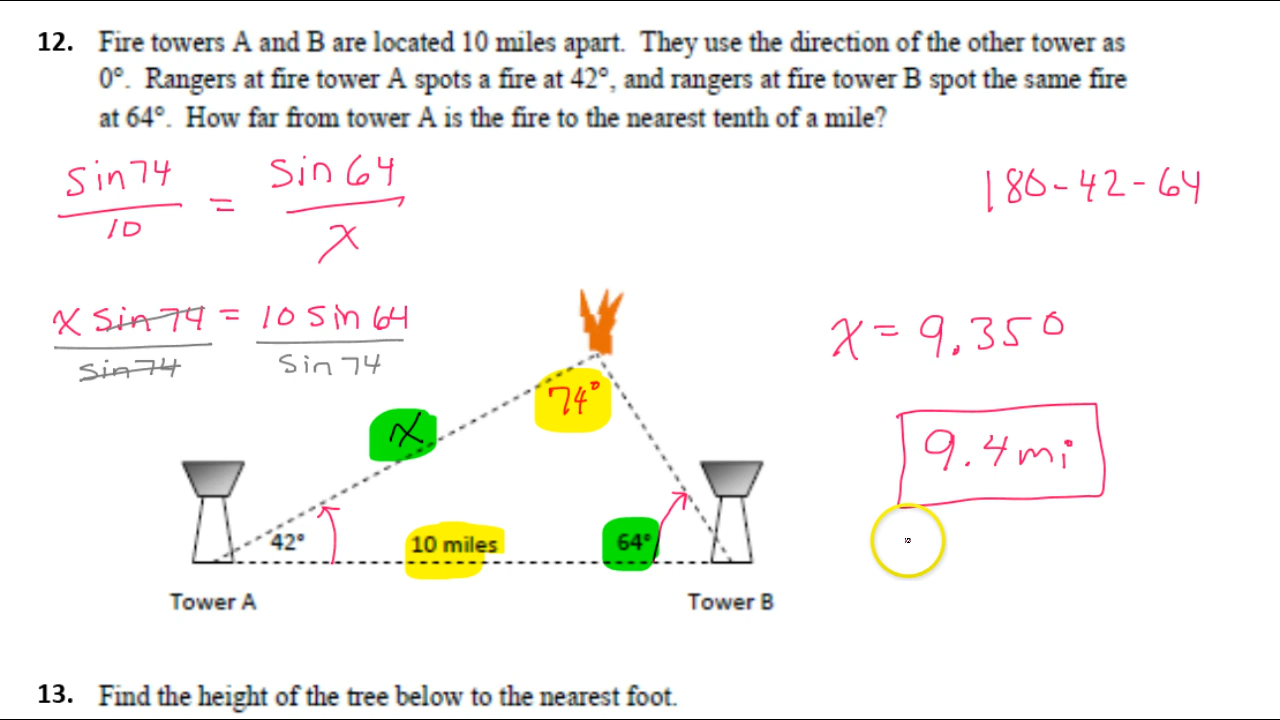 12. Fire towers A and B are located 10 miles apart. They use the direction of the other tower as
0°. Rangers at fire tower A spots a fire at 42°, and rangers at fire tower B spot the same fire
at 64°. How far from tower A is the fire to the nearest tenth of a mile?
sin74/10 = sin64/x
180-42-64
x sin74/sin74 = 10 sin64/sin74
x = 9.350
74°
x
9.4mi
42°
10 miles
64°
Tower A
Tower B
13. Find the height of the tree below to the nearest foot.